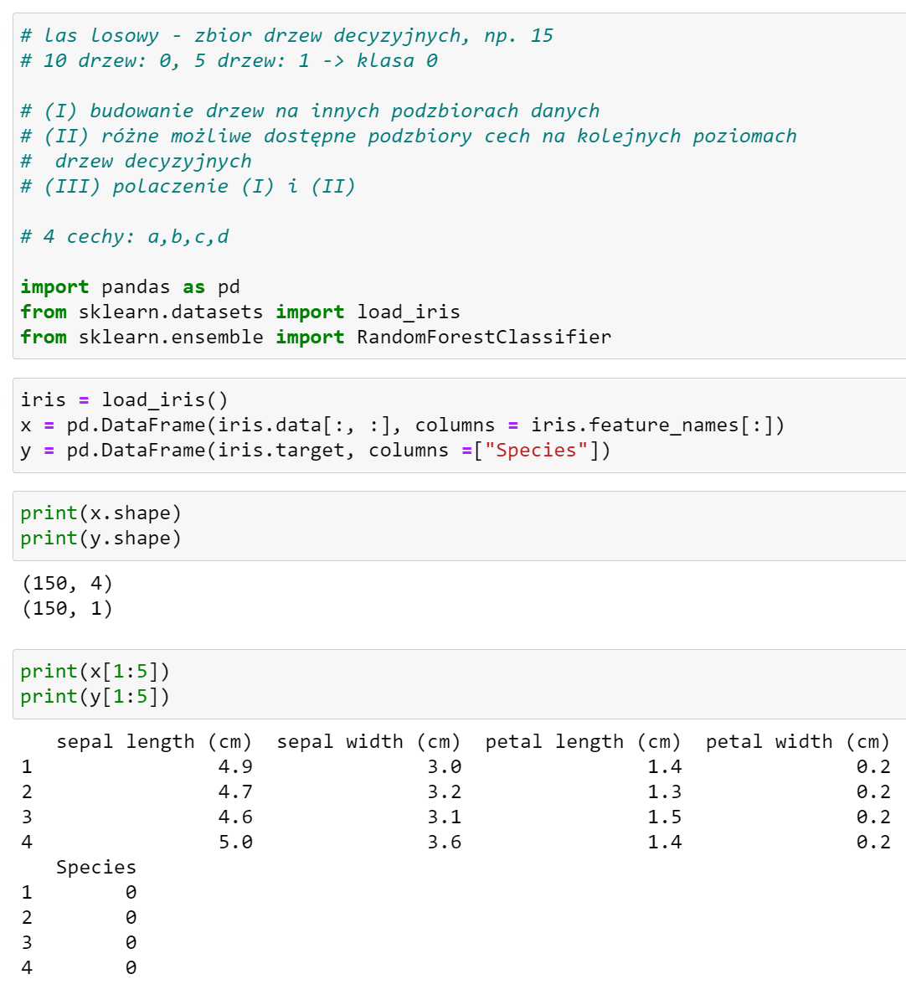 # las losowy - zbior drzew decyzyjnych, np. 15
# 10 drzew: 0, 5 drzew: 1 -> klasa 0
# (I) budowanie drzew na innych podzbiorach danych
# (II) różne możliwe dostępne podzbiory cech na kolejnych poziomach
#  drzew decyzyjnych
# (III) polaczenie (I) i (II)
# 4 cechy: a,b,c,d
import pandas as pd
from sklearn.datasets import load_iris
from sklearn.ensemble import RandomForestClassifier
iris = load_iris()
x = pd.DataFrame(iris.data[:, :], columns = iris.feature_names[:])
y = pd.DataFrame(iris.target, columns =["Species"])
print(x.shape)
print(y.shape)
(150, 4)
(150, 1)
print(x[1:5])
print(y[1:5])
   sepal length (cm)  sepal width (cm)  petal length (cm)  petal width (cm)
1                4.9               3.0                1.4               0.2
2                4.7               3.2                1.3               0.2
3                4.6               3.1                1.5               0.2
4                5.0               3.6                1.4               0.2
   Species
1        0
2        0
3        0
4        0